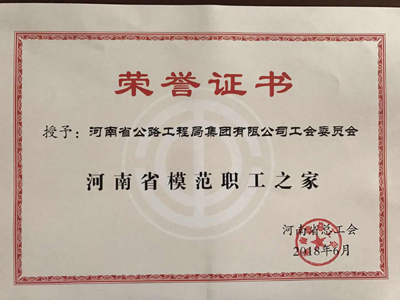 荣誉证书
授予：河南省公路工程局集团有限公司工会委员会
河南省模范职工之家
河南省总工会
2018年6月